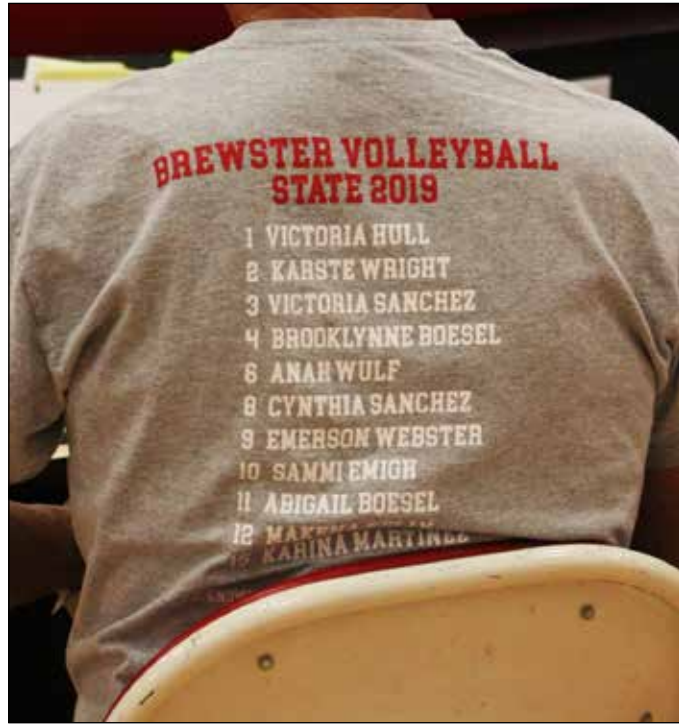 BREWSTER VOLLEYBALL
STATE 2019
1 VICTORIA HULL
2 KARSTE WRIGHT
3 VICTORIA SANCHEZ
4 BROOKLYNNE BOESEL
6 ANAH WULF
8 CYNTHIA SANCHEZ
9 EMERSON WEBSTER
10 SAMMI EMIGH
11 ABIGAIL BOESEL
12
KARINA MARTINEZ